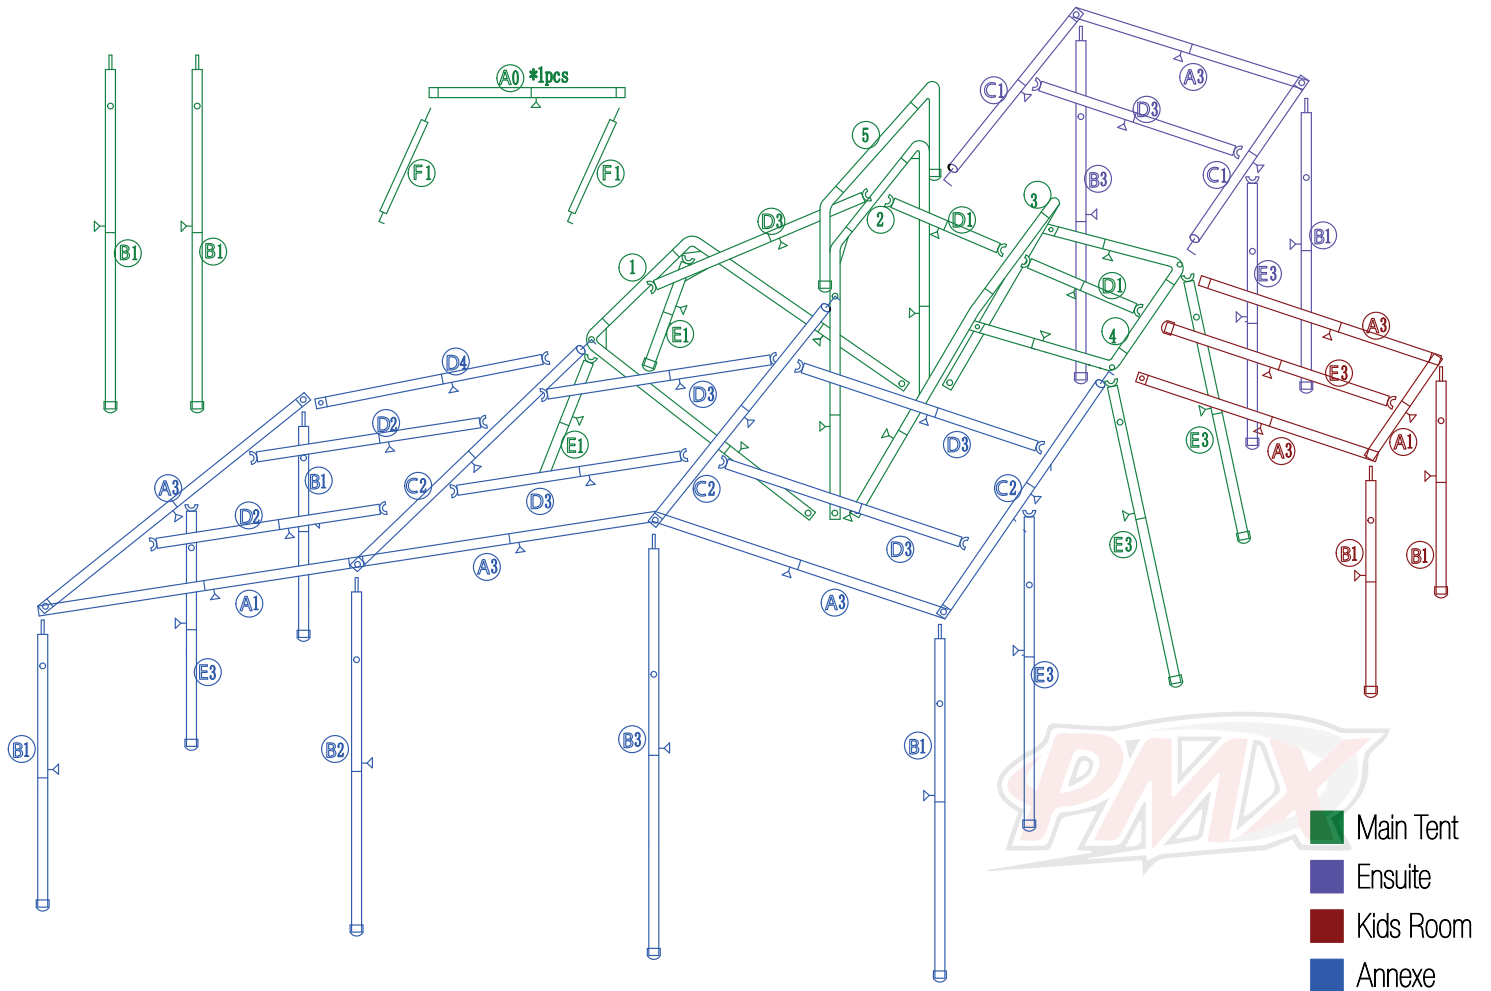 A0 *1pcs
A3
C1
D3
5
F1
F1
B3
C1
3
2
D1
D3
B1
B1
B1
B1
1
E3
D1
A3
4
E1
D4
E3
D3
D2
E3
A1
E1
D3
A3
B1
A3
C2
C2
C2
D3
D2
E3
D3
B1
B1
A3
A1
A3
E3
E3
B1
B2
B3
B1
PMX
Main Tent
Ensuite
Kids Room
Annexe